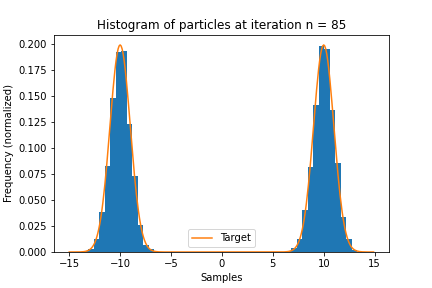 Histogram of particles at iteration n = 85
Frequency (normalized)
0.200
0.175
0.150
0.125
0.100
0.075
0.050
0.025
0.000
Target
−15 −10 −5 0 5 10 15
Samples